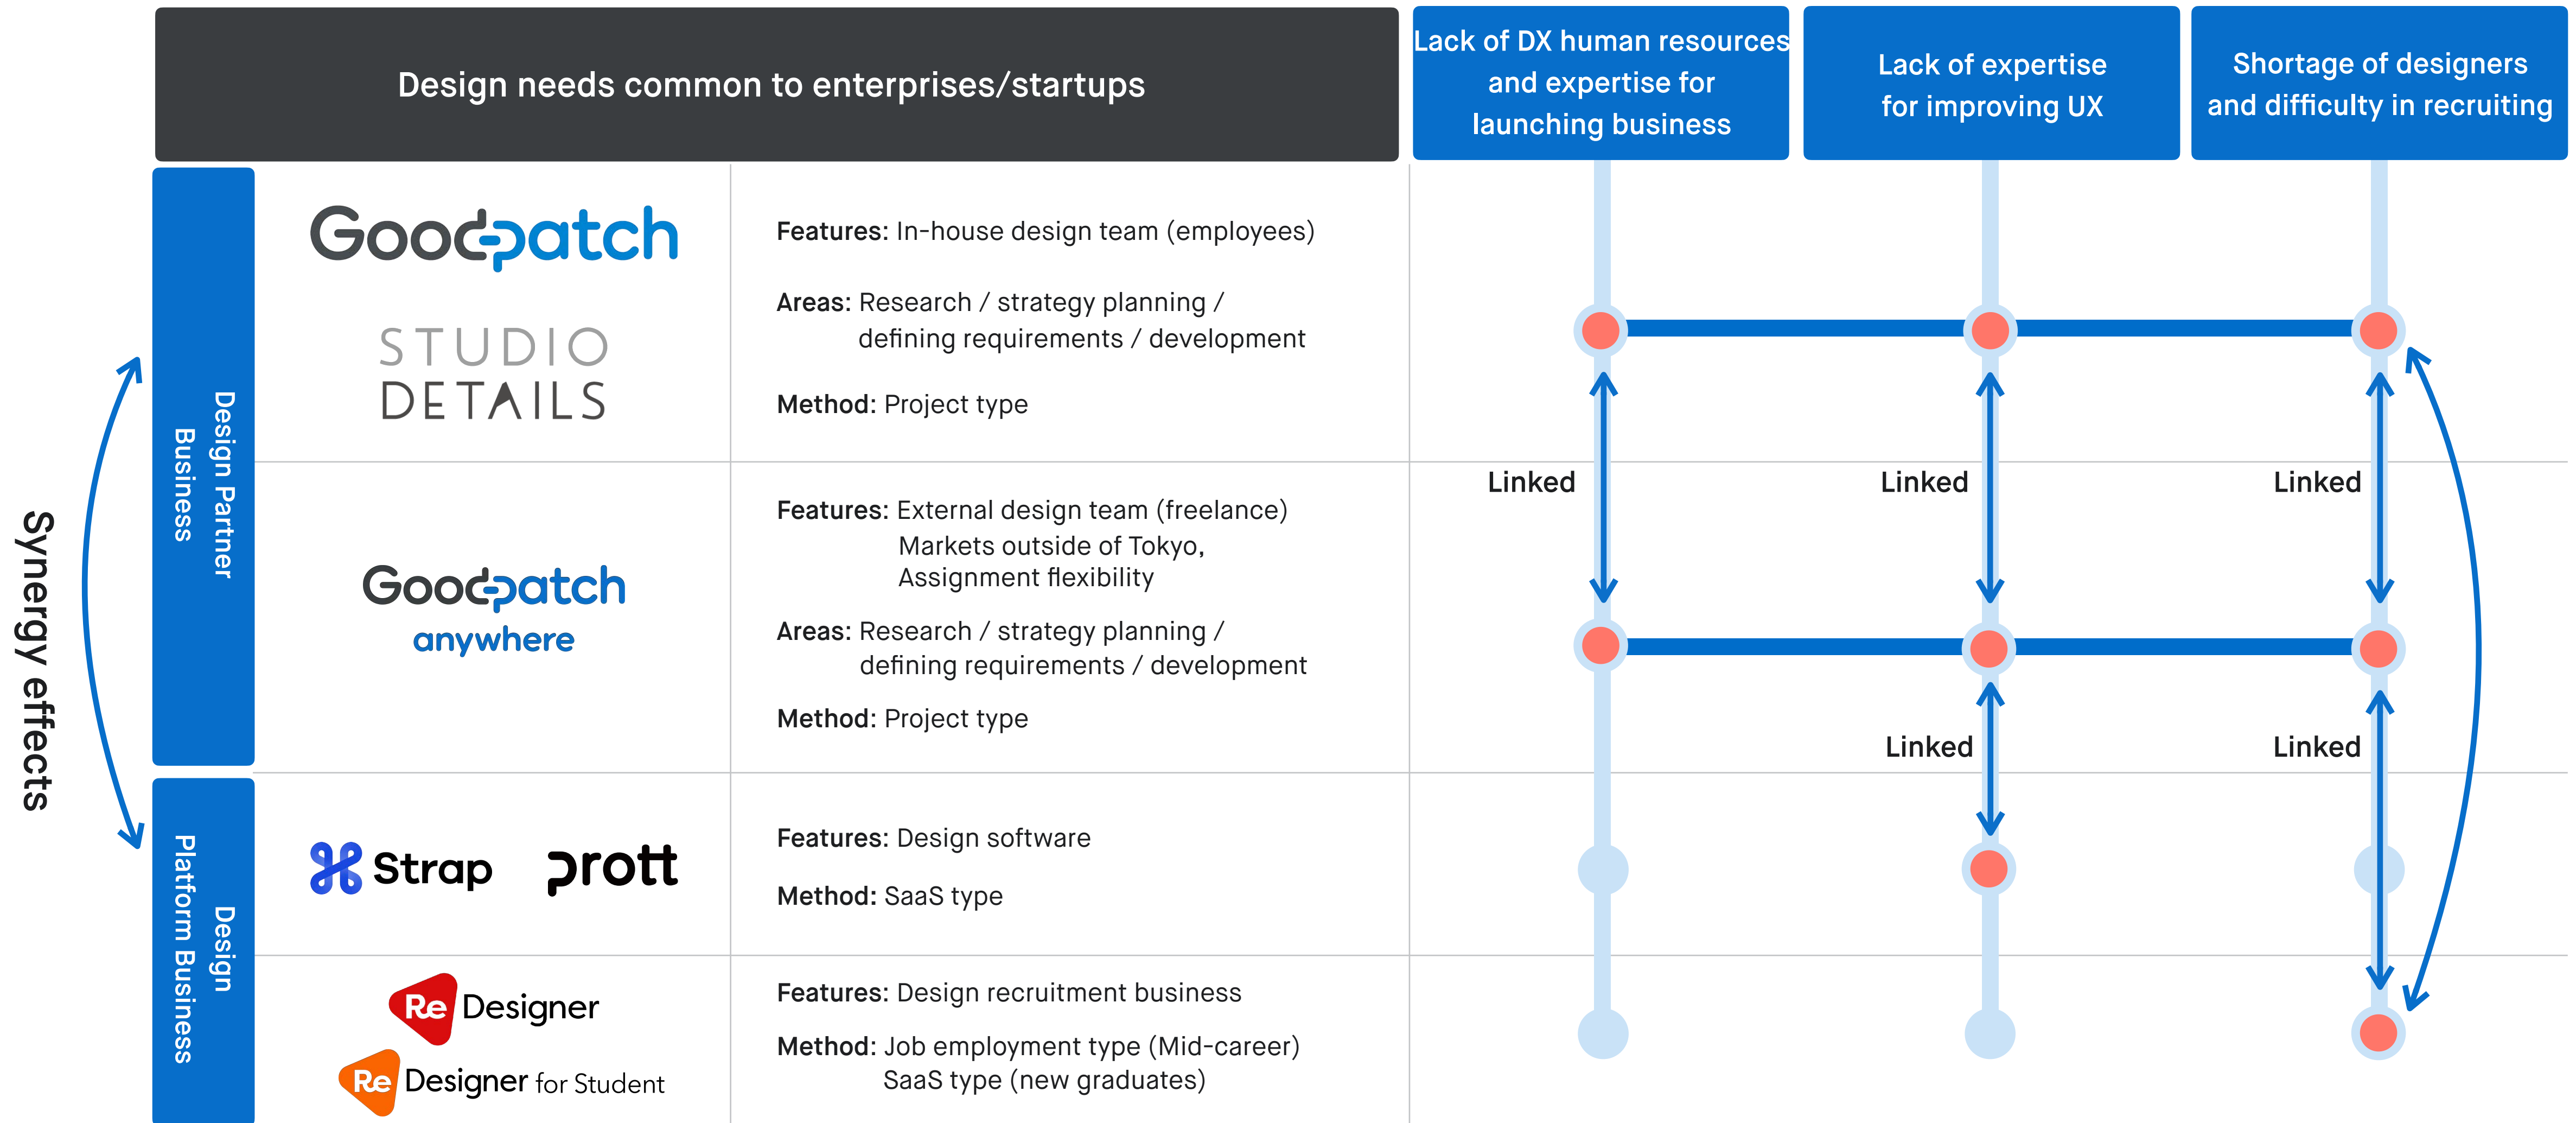 Design needs common to enterprises/startups
Lack of DX human resources
and expertise for
launching business
Lack of expertise
for improving UX
Shortage of designers
and difficulty in recruiting
Synergy effects
Design Partner
Business
Goodpatch
STUDIO
DETAILS
Features: In-house design team (employees)
Areas: Research / strategy planning /
defining requirements / development
Method: Project type
Linked
Linked
Linked
Goodpatch
anywhere
Features: External design team (freelance)
Markets outside of Tokyo,
Assignment flexibility
Areas: Research / strategy planning /
defining requirements / development
Method: Project type
Linked
Linked
Design
Platform Business
Strap
prott
Features: Design software
Method: SaaS type
Re Designer
Re Designer for Student
Features: Design recruitment business
Method: Job employment type (Mid-career)
SaaS type (new graduates)